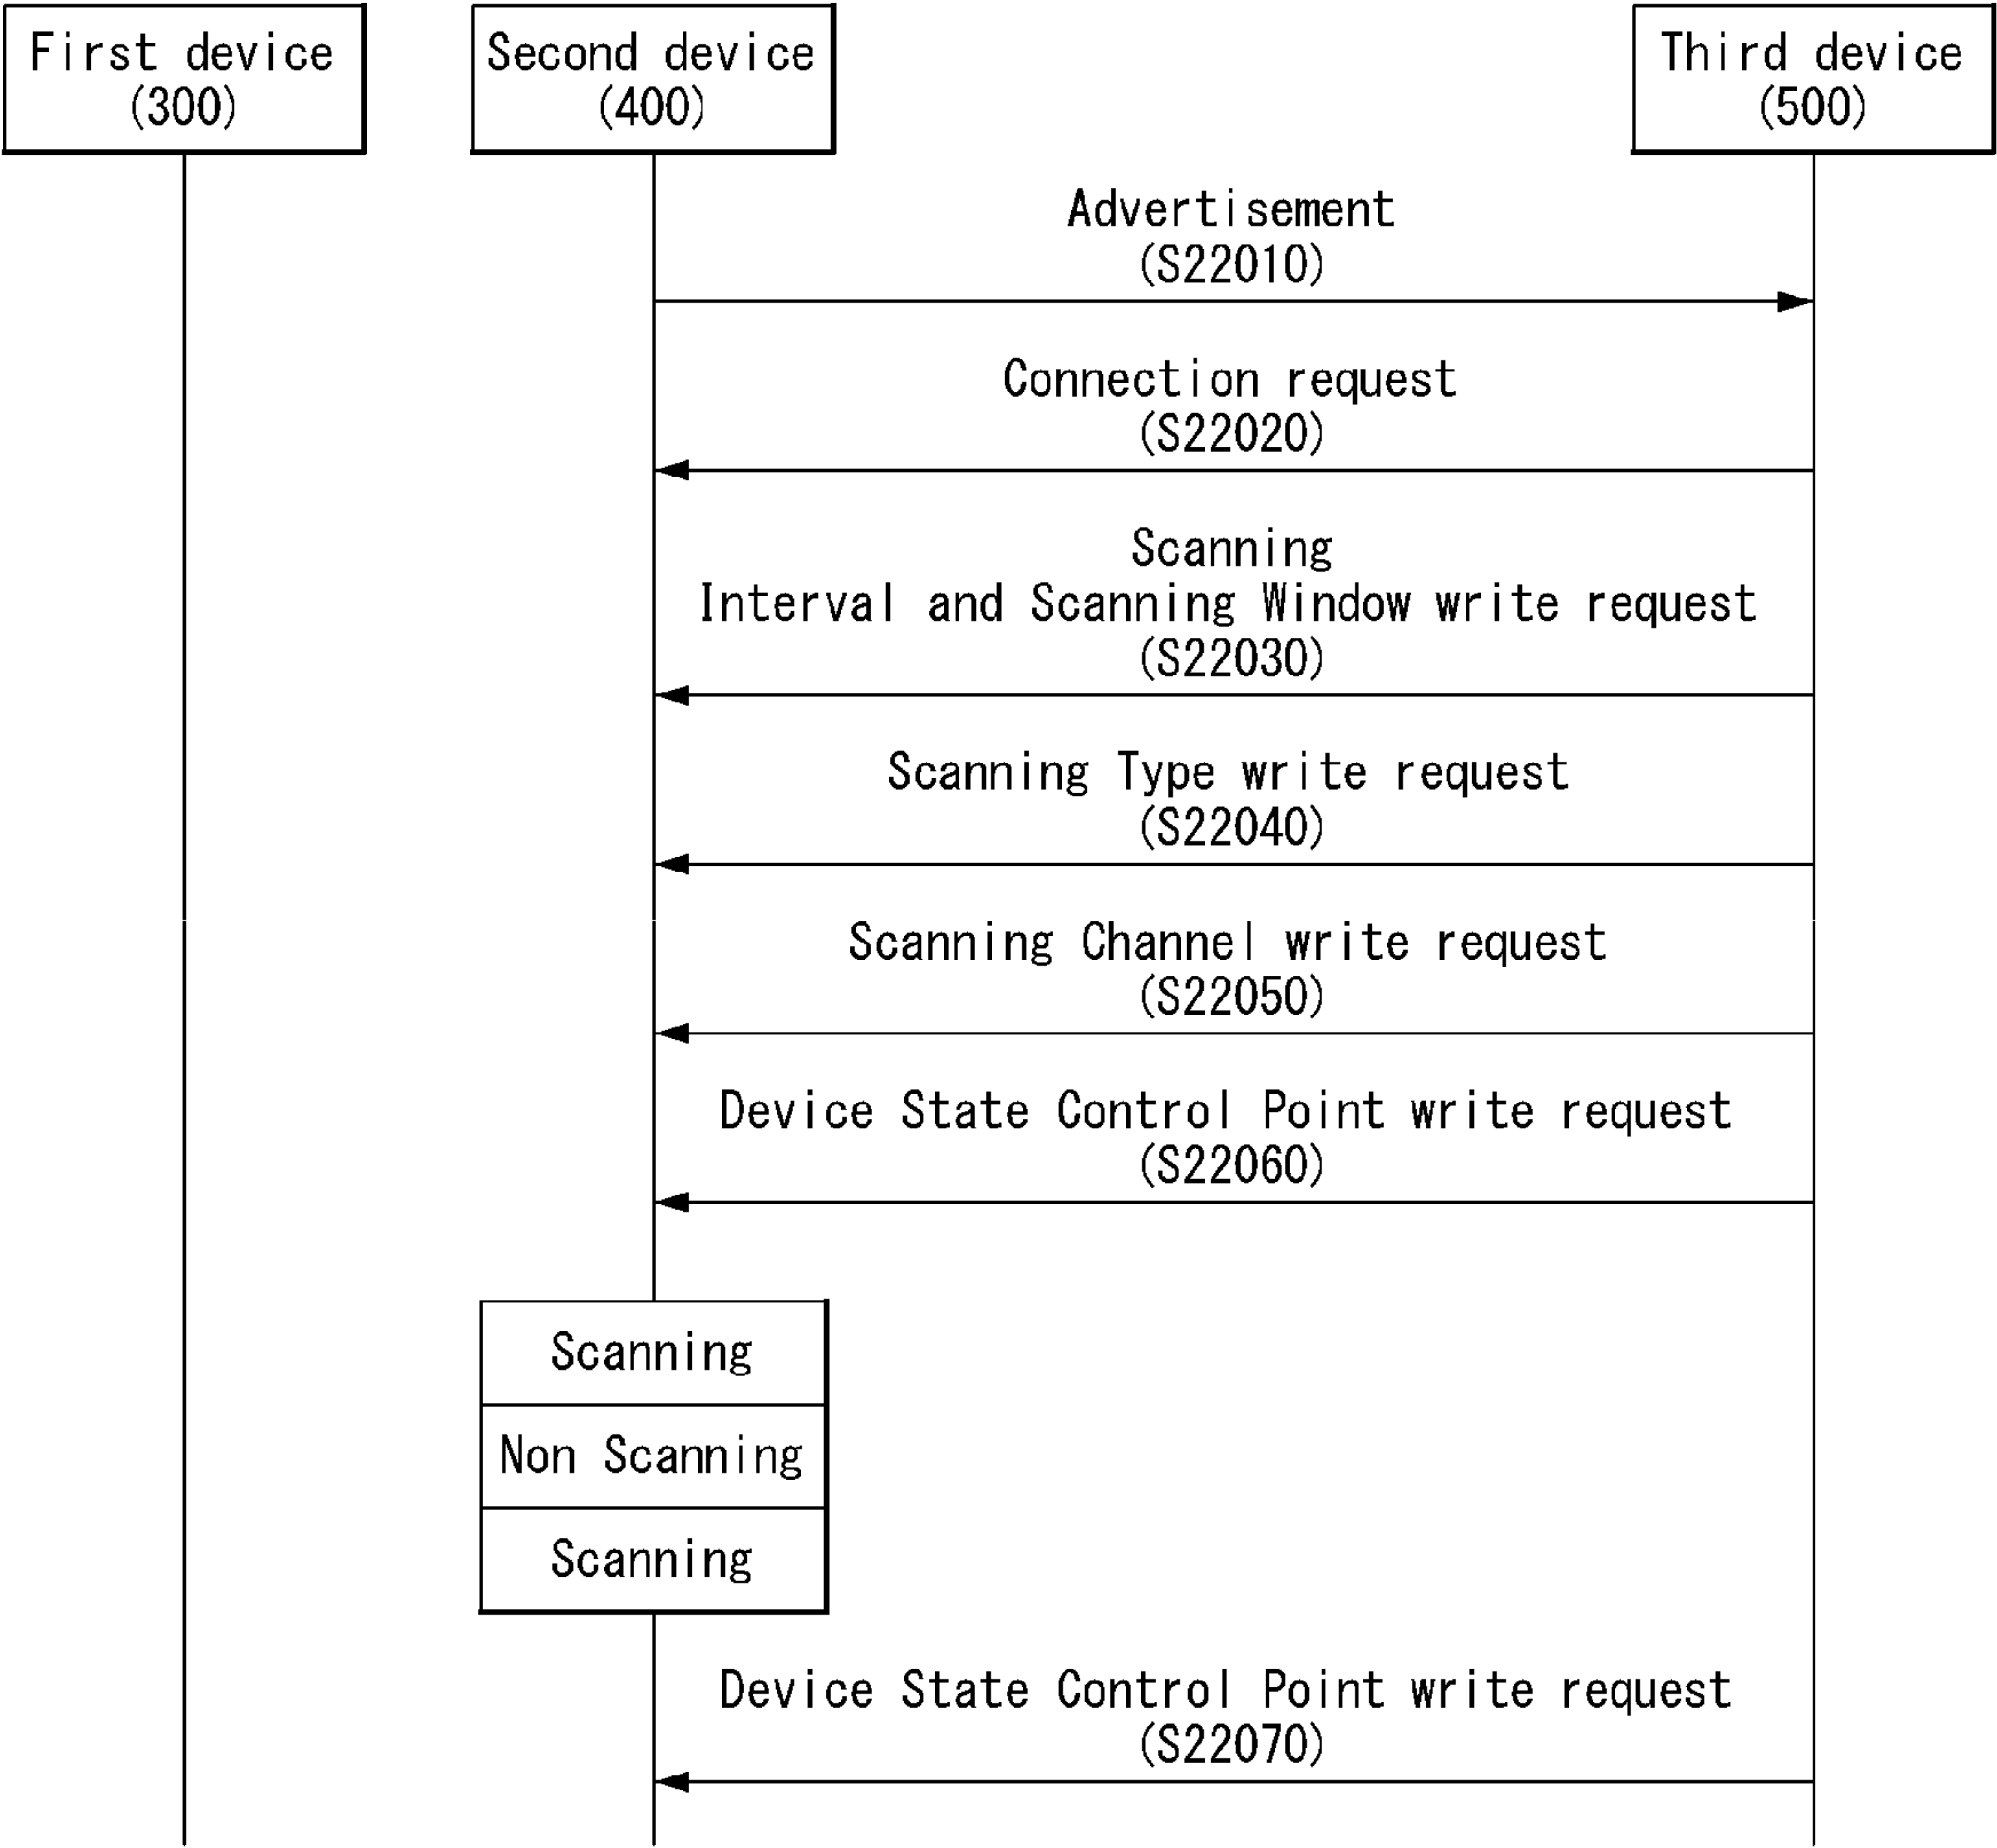 First device
(300)
Second device
(400)
Third device
(500)
Advertisement
(S22010)
Connection request
(S22020)
Scanning
Interval and Scanning Window write request
(S22030)
Scanning Type write request
(S22040)
Scanning Channel write request
(S22050)
Device State Control Point write request
(S22060)
Scanning
Non Scanning
Scanning
Device State Control Point write request
(S22070)